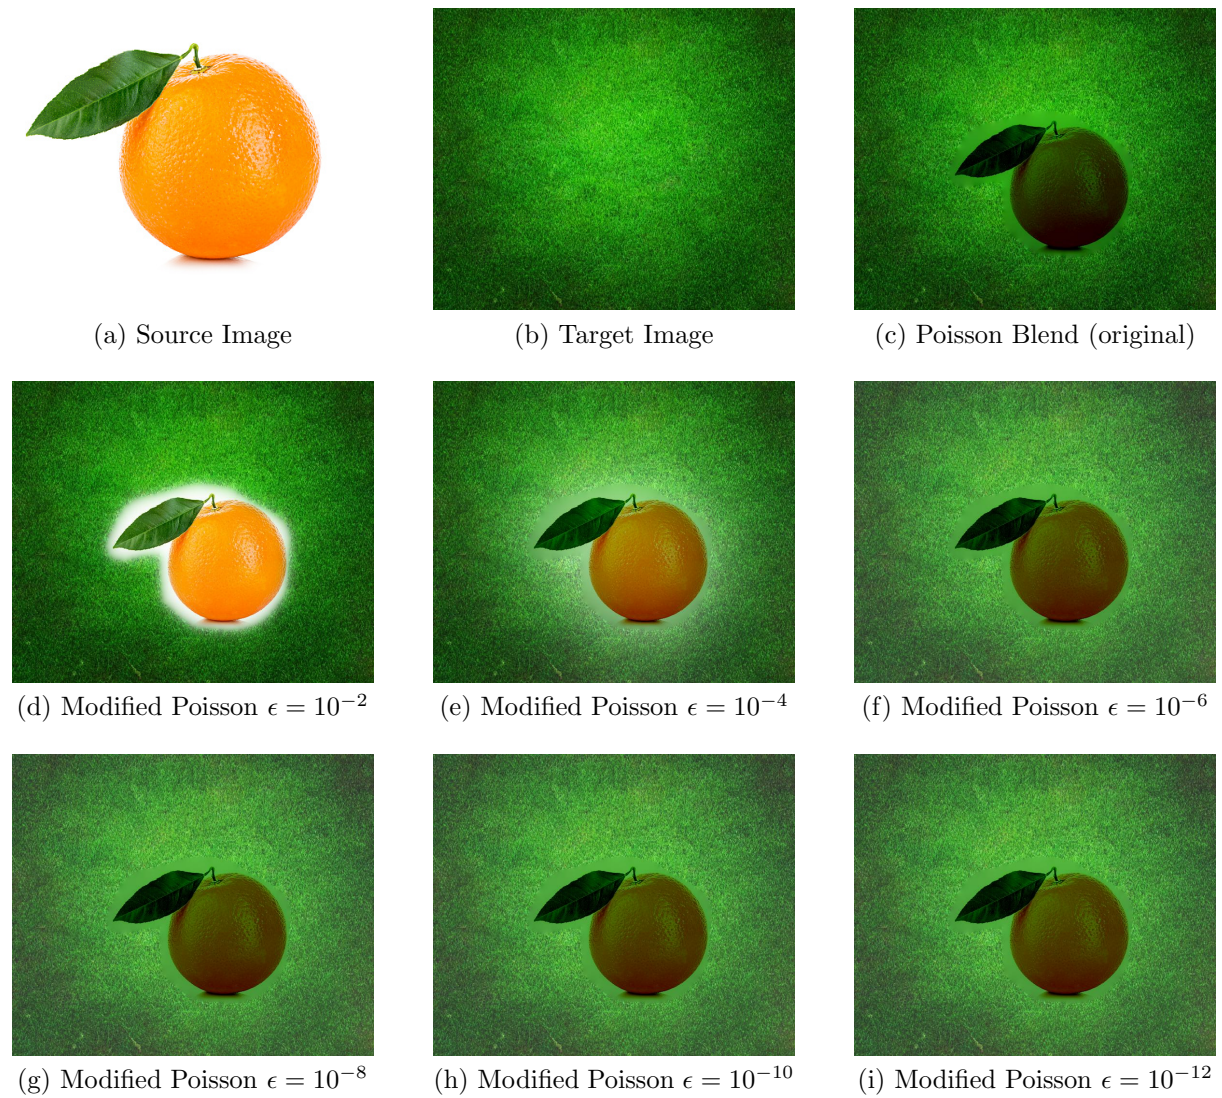 (a) Source Image
(b) Target Image
(c) Poisson Blend (original)
(d) Modified Poisson ϵ = 10⁻²
(e) Modified Poisson ϵ = 10⁻⁴
(f) Modified Poisson ϵ = 10⁻⁶
(g) Modified Poisson ϵ = 10⁻⁸
(h) Modified Poisson ϵ = 10⁻¹⁰
(i) Modified Poisson ϵ = 10⁻¹²